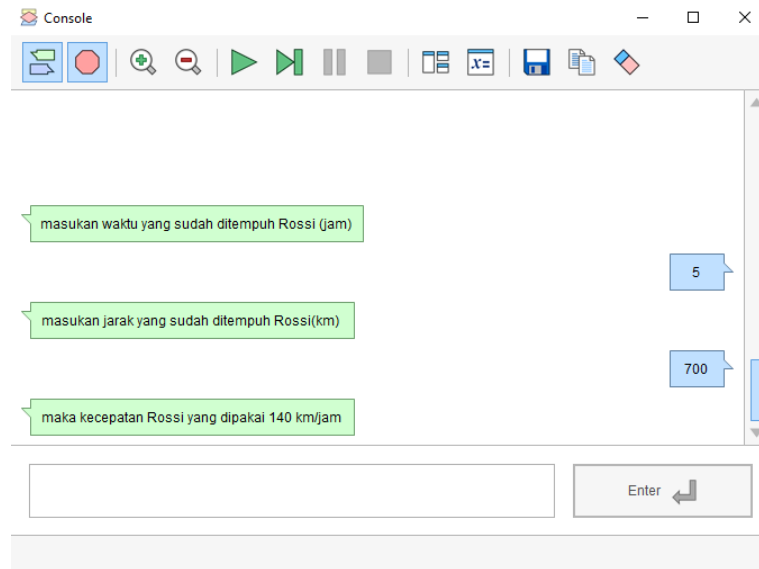 Console
x=
masukan waktu yang sudah ditempuh Rossi (jam)
5
masukan jarak yang sudah ditempuh Rossi(km)
700
maka kecepatan Rossi yang dipakai 140 km/jam
Enter